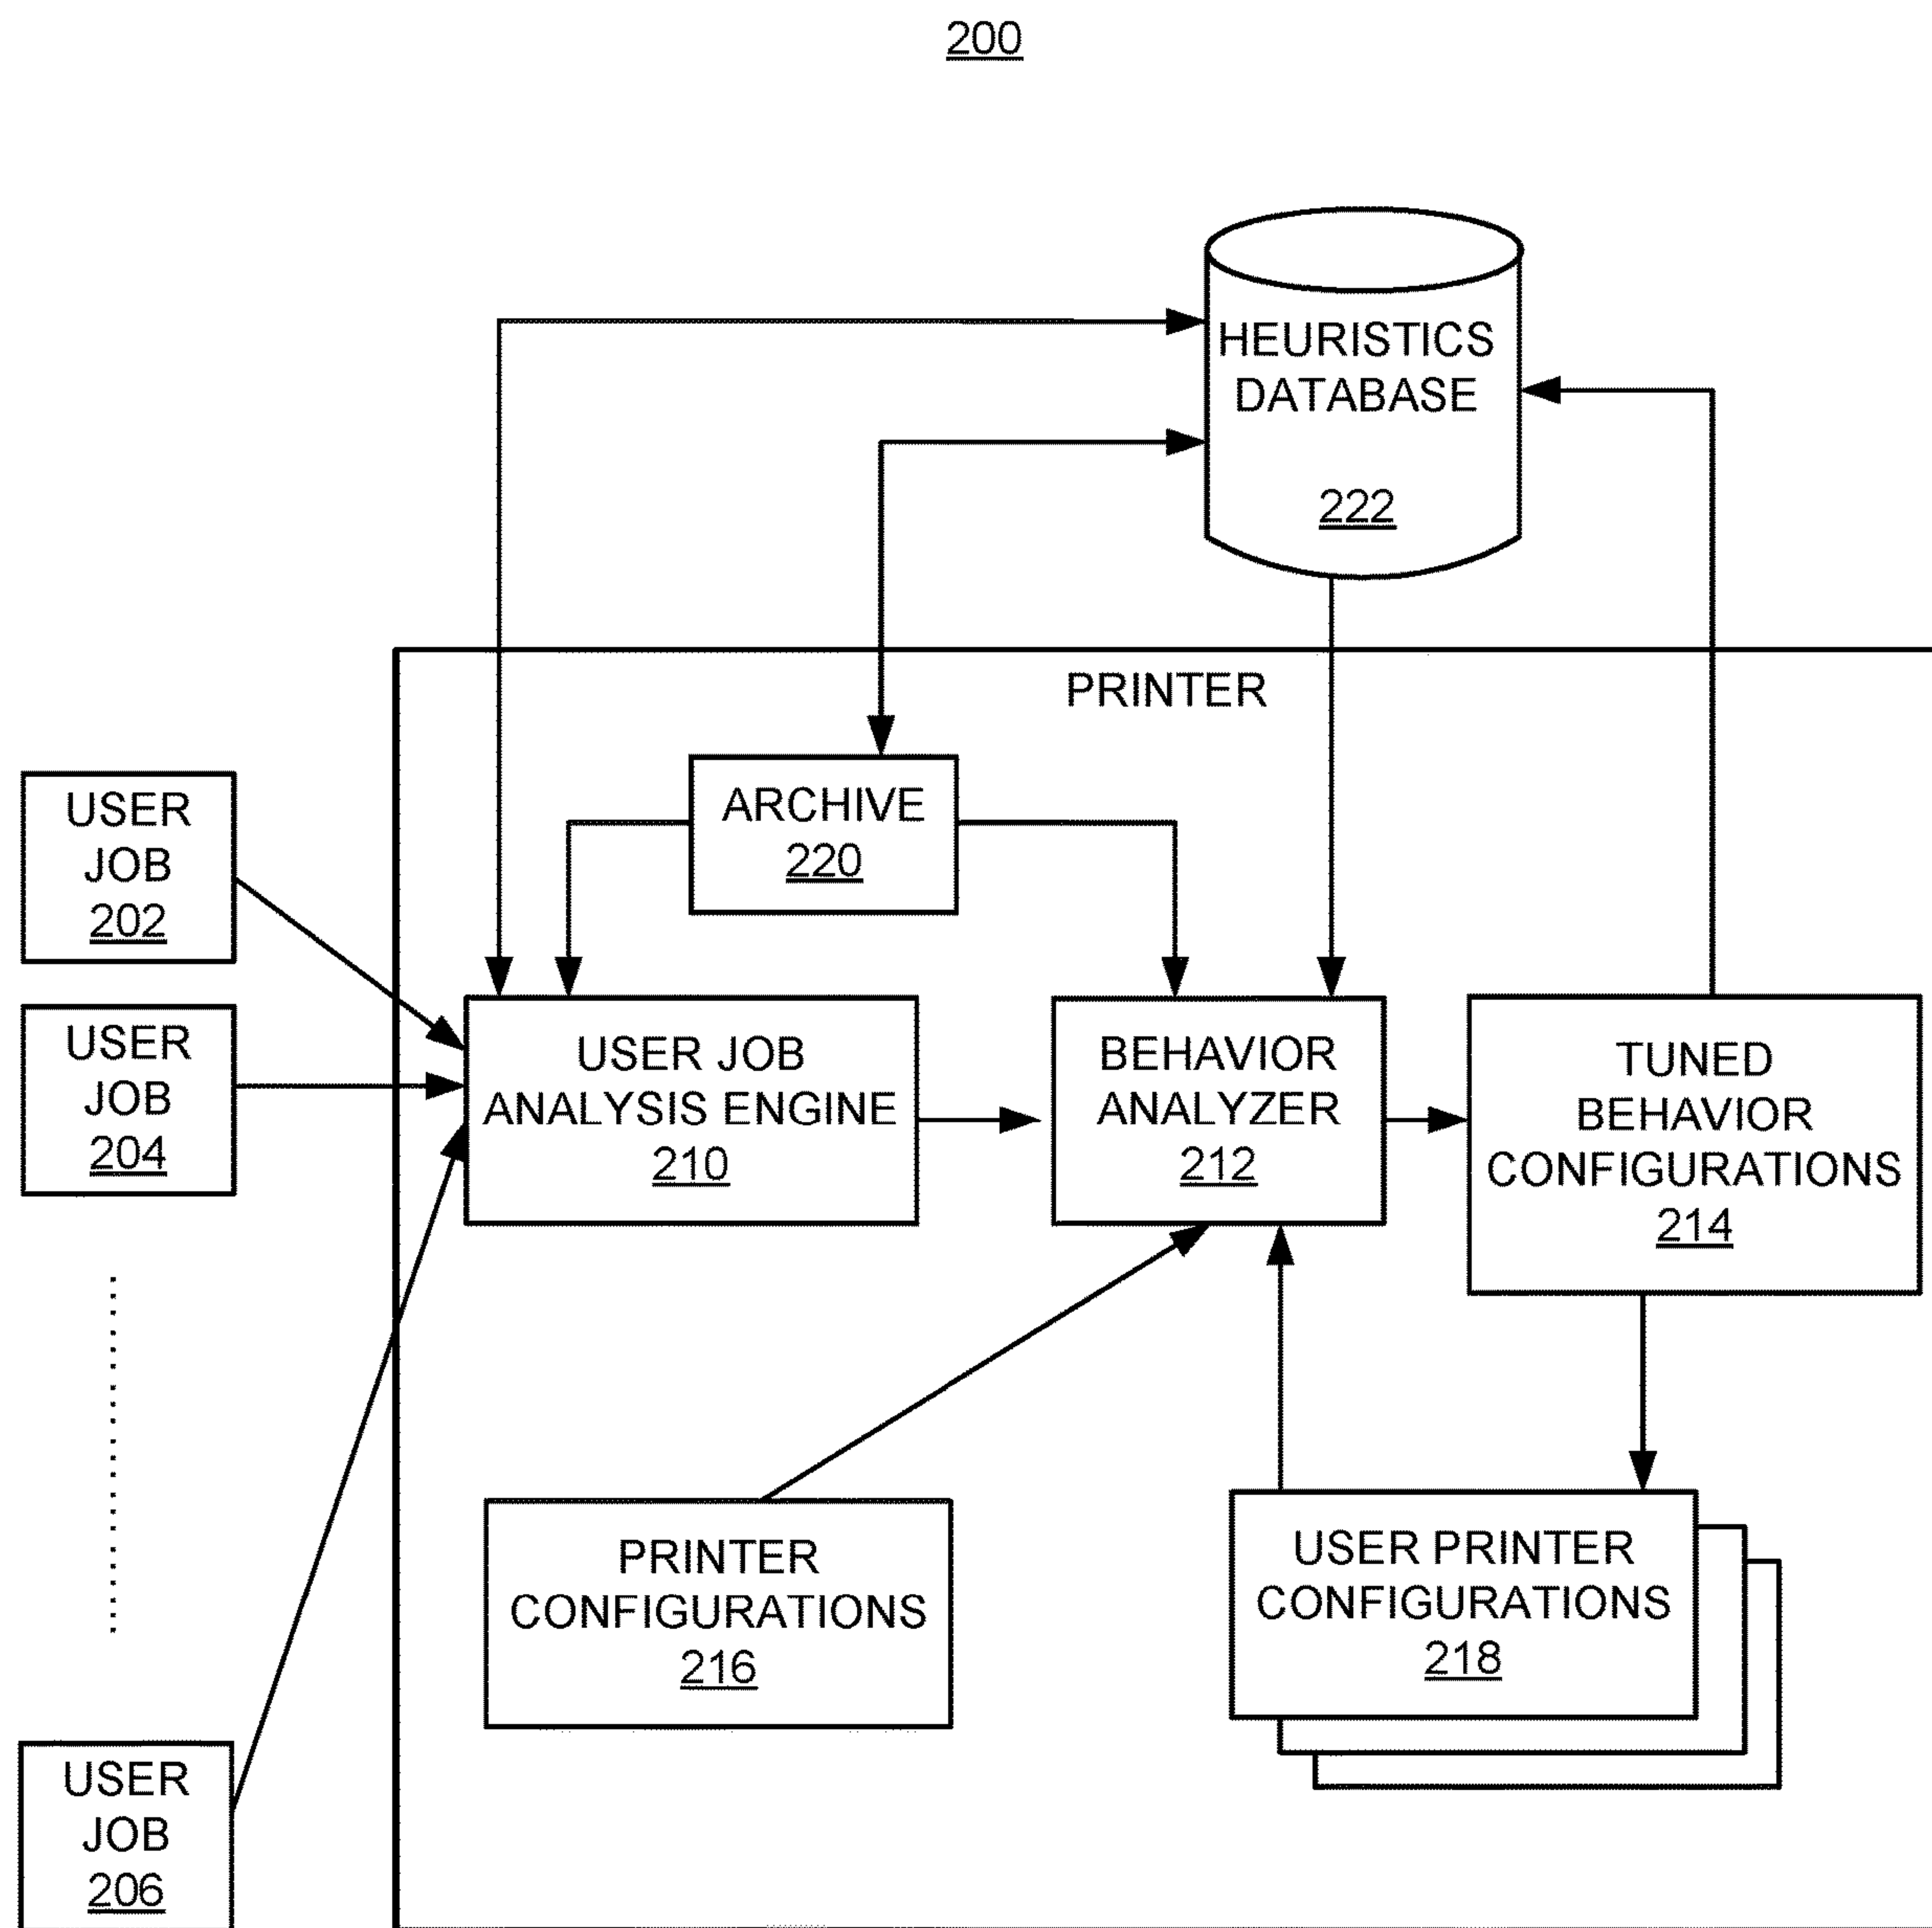 200
HEURISTICS
DATABASE
222
PRINTER
ARCHIVE
220
USER
JOB
202
USER
JOB
204
USER JOB
ANALYSIS ENGINE
210
BEHAVIOR
ANALYZER
212
TUNED
BEHAVIOR
CONFIGURATIONS
214
PRINTER
CONFIGURATIONS
216
USER PRINTER
CONFIGURATIONS
218
USER
JOB
206